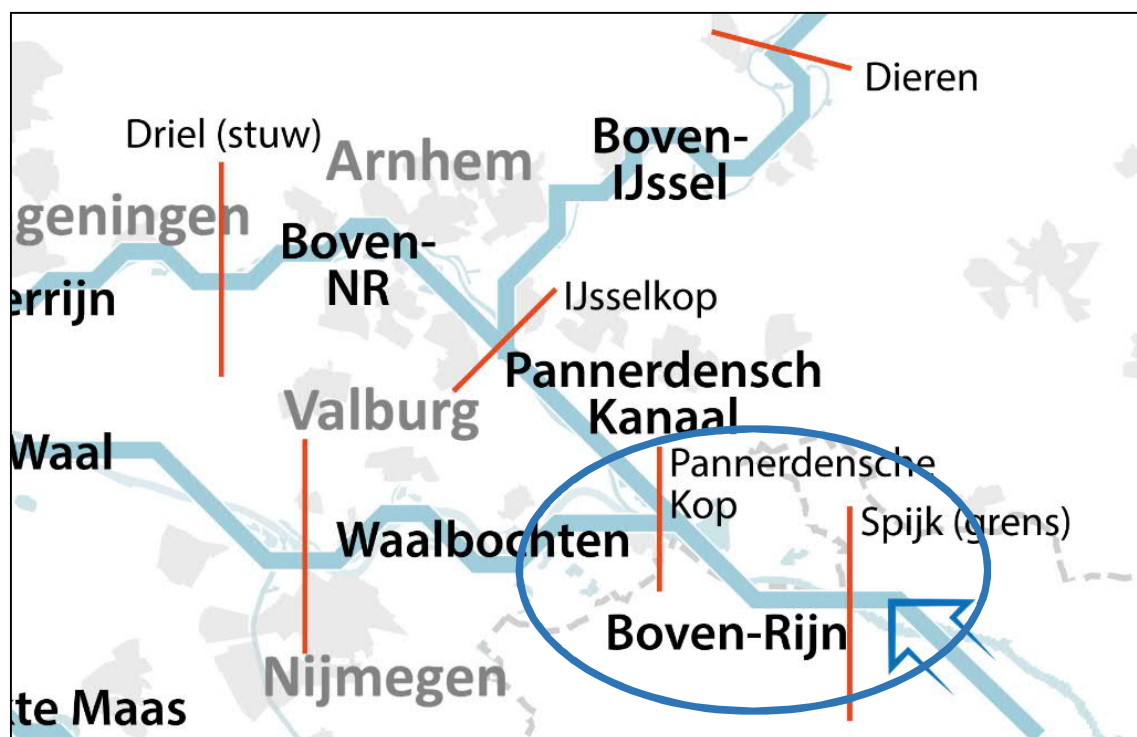 Dieren
Driel (stuw)
Boven-
IJssel
Arnhem
geningen
Boven-
NR
errijn
IJsselkop
Pannerdensch
Kanaal
Valburg
Waal
Pannerdensche
Kop
Spijk (grens)
Waalbochten
Boven-Rijn
Nijmegen
kte Maas